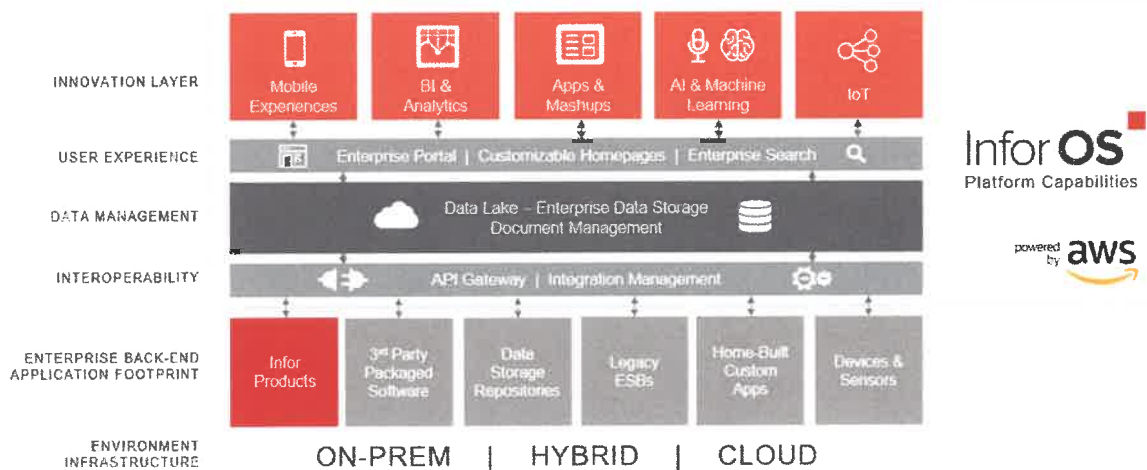 INNOVATION LAYER
Mobile
Experiences
BI &
Analytics
Apps &
Mashups
AI & Machine
Learning
IoT
USER EXPERIENCE
Enterprise Portal | Customizable Homepages | Enterprise Search
DATA MANAGEMENT
Data Lake – Enterprise Data Storage
Document Management
INTEROPERABILITY
API Gateway | Integration Management
ENTERPRISE BACK-END
APPLICATION FOOTPRINT
Infor
Products
3rd Party
Packaged
Software
Data
Storage
Repositories
Legacy
ESBs
Home-Built
Custom
Apps
Devices &
Sensors
ENVIRONMENT
INFRASTRUCTURE
ON-PREM | HYBRID | CLOUD
Infor OS
Platform Capabilities
powered
by
aws